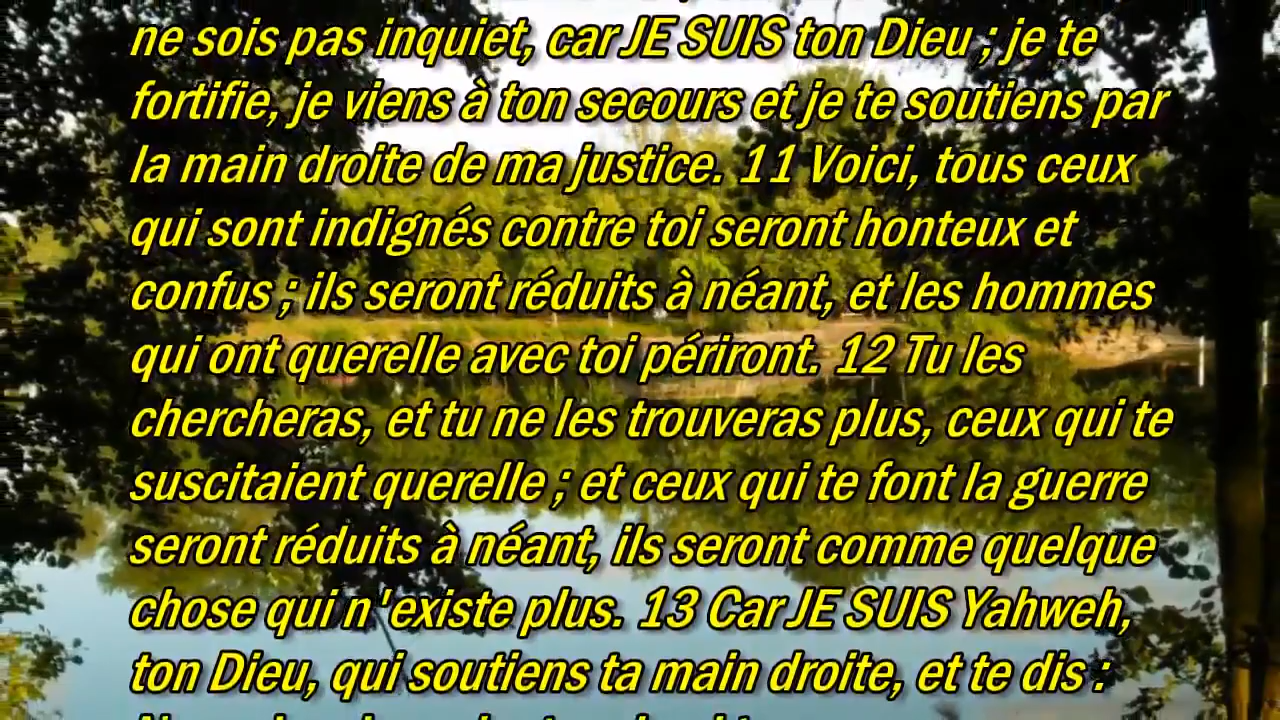 ne sois pas inquiet, car JE SUIS ton Dieu ; je te
fortifie, je viens à ton secours et je te soutiens par
la main droite de ma justice. 11 Voici, tous ceux
qui sont indignés contre toi seront honteux et
confus ; ils seront réduits à néant, et les hommes
qui ont querelle avec toi périront. 12 Tu les
chercheras, et tu ne les trouveras plus, ceux qui te
suscitaient querelle ; et ceux qui te font la guerre
seront réduits à néant, ils seront comme quelque
chose qui n'existe plus. 13 Car JE SUIS Yahweh,
ton Dieu, qui soutiens ta main droite, et te dis :